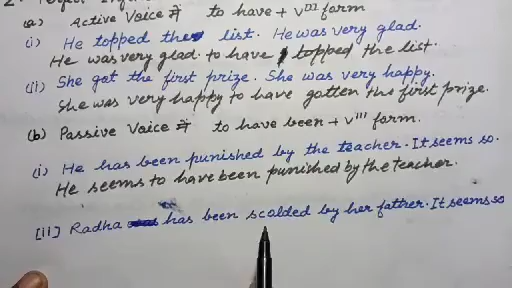 (a) Active Voice में to have + VIII form
(i) He topped the list. He was very glad.
He was very glad. to have topped the list.
(ii) She got the first prize. She was very happy.
She was very happy to have gotten the first prize.
(b) Passive Voice में to have been + VIII form.
(i) He has been punished by the teacher. It seems so.
He seems to have been punished by the teacher.
[ii] Radha has been scolded by her father. It seems so